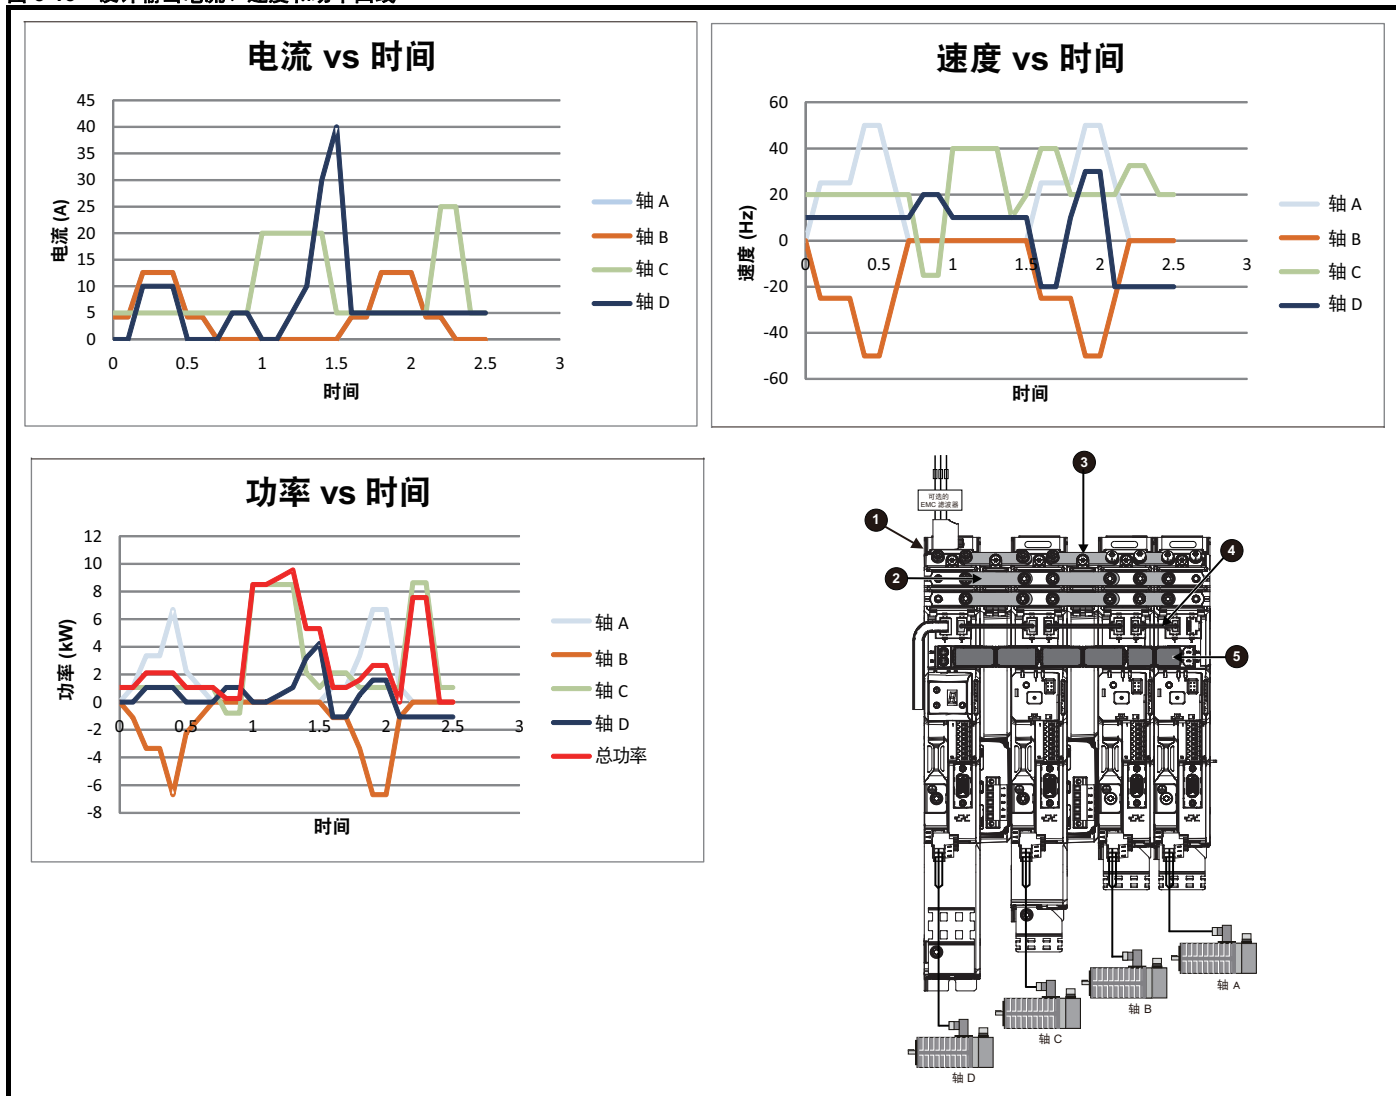 电流 vs 时间
45
40
35
30
25
20
15
10
5
0
电流 (A)
0 0.5 1 1.5 2 2.5 3
时间
轴 A
轴 B
轴 C
轴 D
速度 vs 时间
60
40
20
0
-20
-40
-60
速度 (Hz)
0 0.5 1 1.5 2 2.5 3
时间
轴 A
轴 B
轴 C
轴 D
功率 vs 时间
12
10
8
6
4
2
0
-2
-4
-6
-8
功率 (kW)
0 0.5 1 1.5 2 2.5 3
时间
轴 A
轴 B
轴 C
轴 D
总功率
可选的
EMC 滤波器
1
2
3
4
5
轴 A
轴 B
轴 C
轴 D